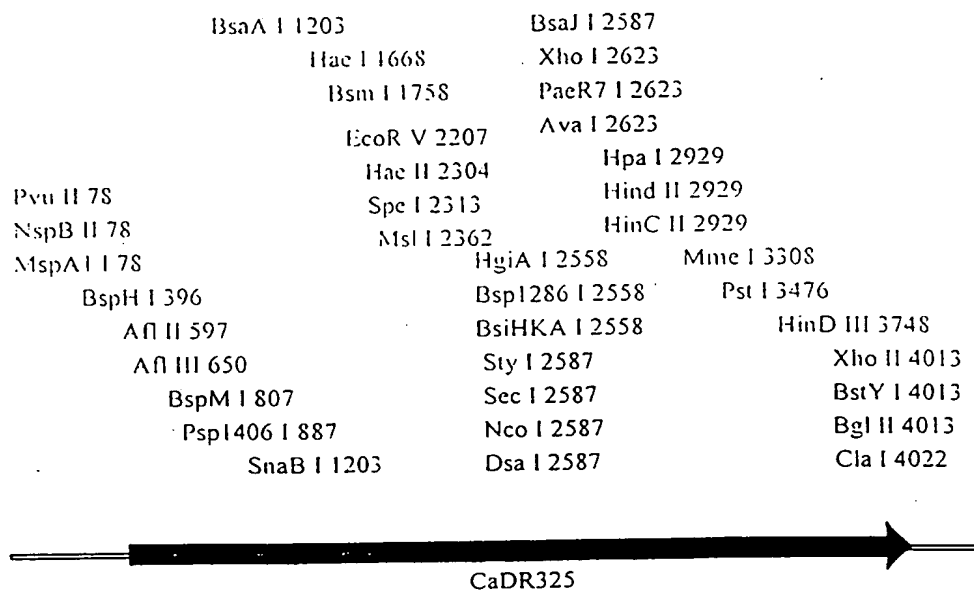 BsaA I 1203
Hae I 1668
Bsm I 1758
EcoR V 2207
Hae II 2304
Spe I 2313
Msl I 2362
Pvu II 78
NspB II 78
MspA1 I 78
BspH I 396
Afl II 597
Afl III 650
BspM I 807
Psp1406 I 887
SnaB I 1203
BsaJ I 2587
Xho I 2623
PaeR7 I 2623
Ava I 2623
Hpa I 2929
Hind II 2929
HinC II 2929
HgiA I 2558
Bsp1286 I 2558
BsiHKA I 2558
Sty I 2587
Sec I 2587
Nco I 2587
Dsa I 2587
Mme I 3308
Pst I 3476
HinD III 3748
Xho II 4013
BstY I 4013
Bgl II 4013
Cla I 4022
CaDR325